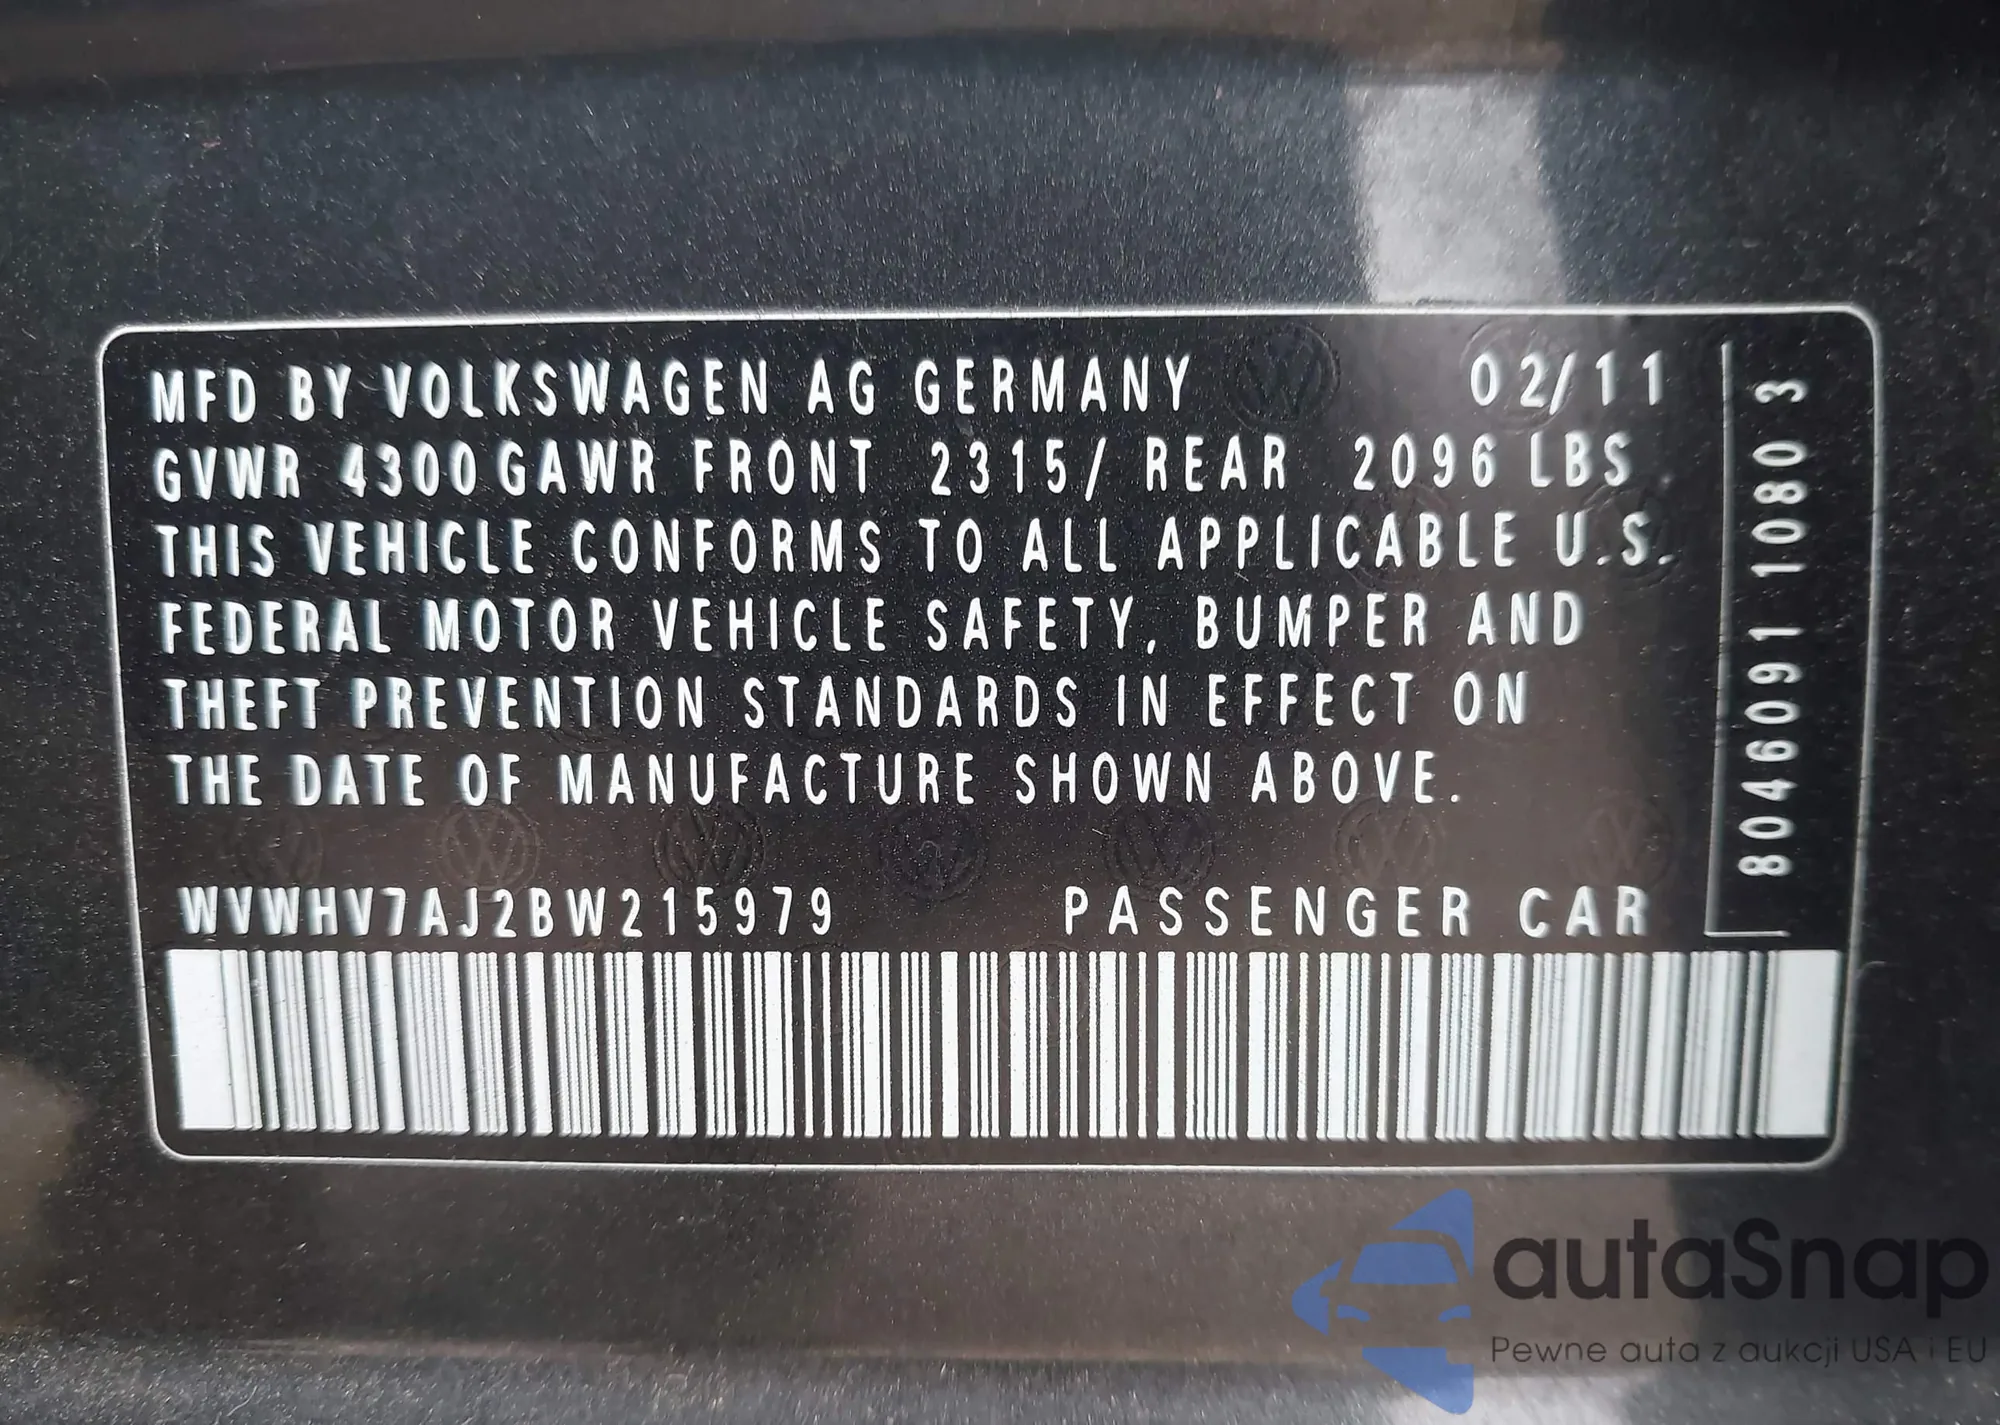 MFD BY VOLKSWAGEN AG GERMANY 02/11
GVWR 4300 GAWR FRONT 2315/ REAR 2096 LBS
THIS VEHICLE CONFORMS TO ALL APPLICABLE U.S.
FEDERAL MOTOR VEHICLE SAFETY, BUMPER AND
THEFT PREVENTION STANDARDS IN EFFECT ON
THE DATE OF MANUFACTURE SHOWN ABOVE.
WVWHV7AJ2BW215979 PASSENGER CAR
8046091 1080 3
autaSnap
Pewne auta z aukcji USA i EU